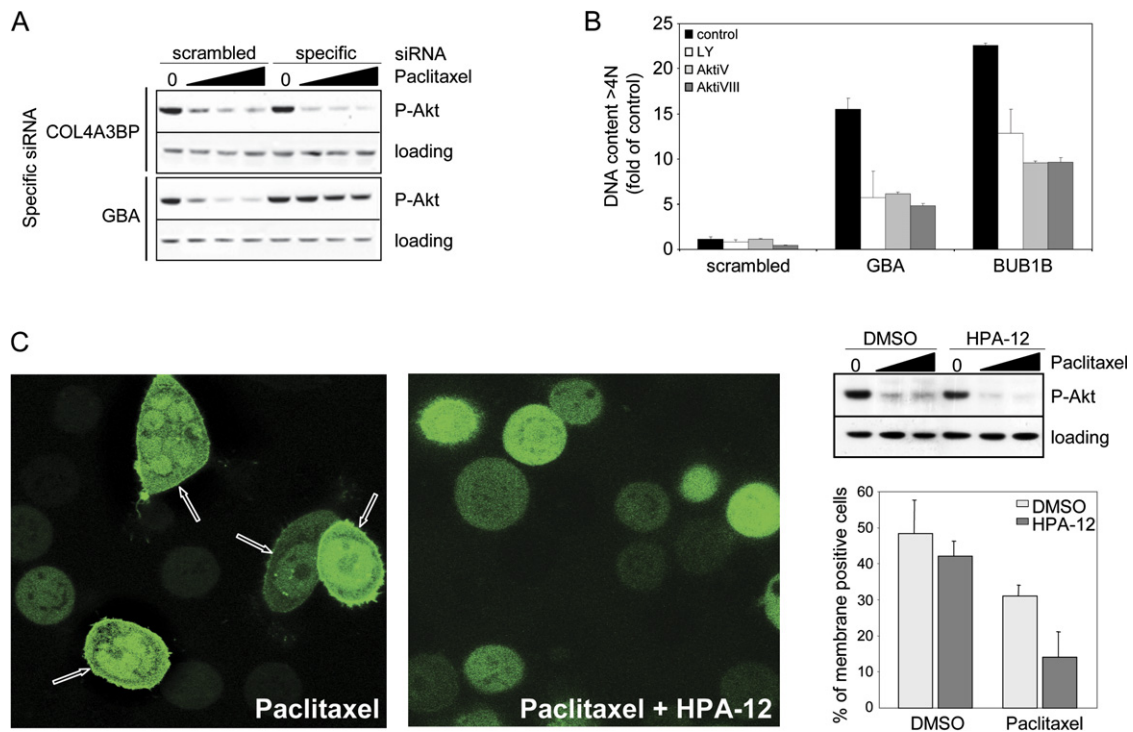 A
scrambled specific siRNA
0 0 Paclitaxel
Specific siRNA
COL4A3BP
P-Akt
loading
GBA
P-Akt
loading
B
25
20
15
10
5
0
DNA content >4N
(fold of control)
control
LY
AktiV
AktiVIII
scrambled GBA BUB1B
C
Paclitaxel
Paclitaxel + HPA-12
DMSO HPA-12
0 0 Paclitaxel
P-Akt
loading
% of membrane positive cells
60
50
40
30
20
10
0
DMSO
HPA-12
DMSO Paclitaxel